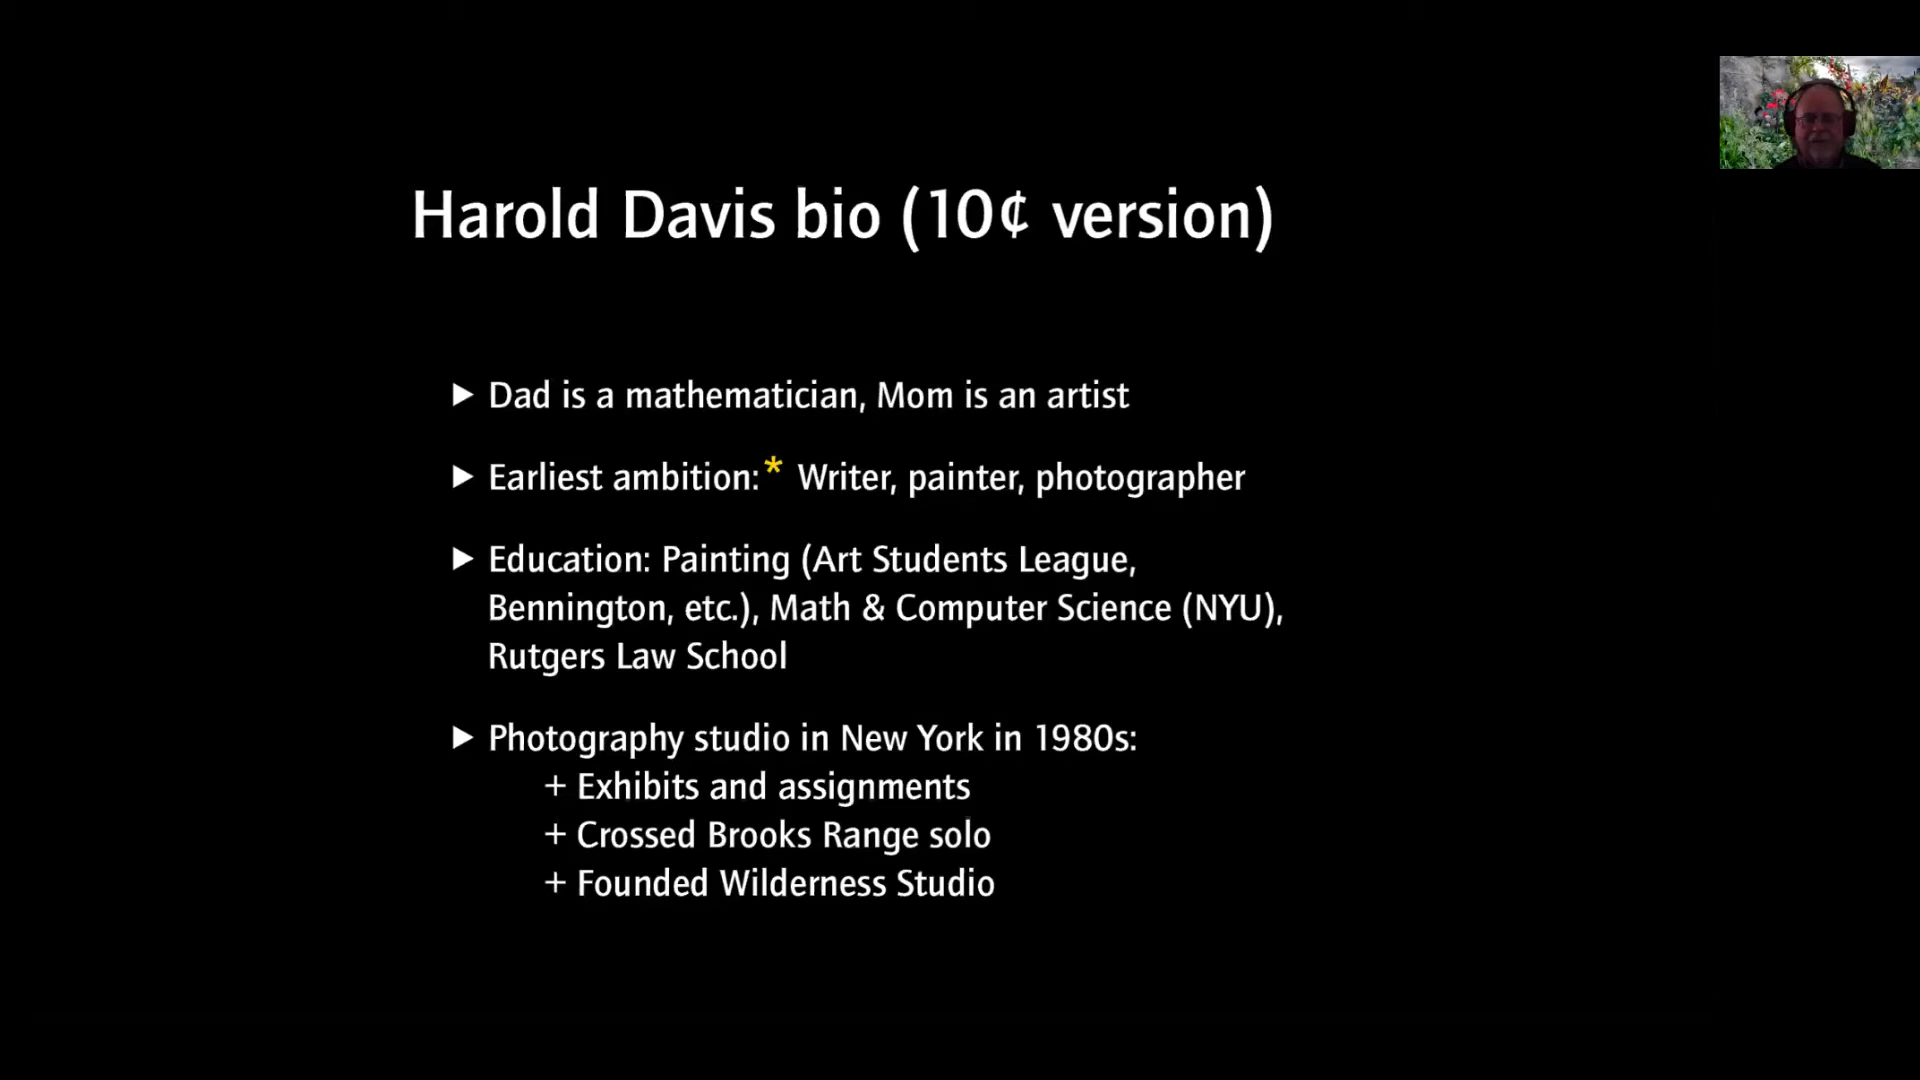 Harold Davis bio (10¢ version)
▶ Dad is a mathematician, Mom is an artist
▶ Earliest ambition:* Writer, painter, photographer
▶ Education: Painting (Art Students League,
Bennington, etc.), Math & Computer Science (NYU),
Rutgers Law School
▶ Photography studio in New York in 1980s:
+ Exhibits and assignments
+ Crossed Brooks Range solo
+ Founded Wilderness Studio